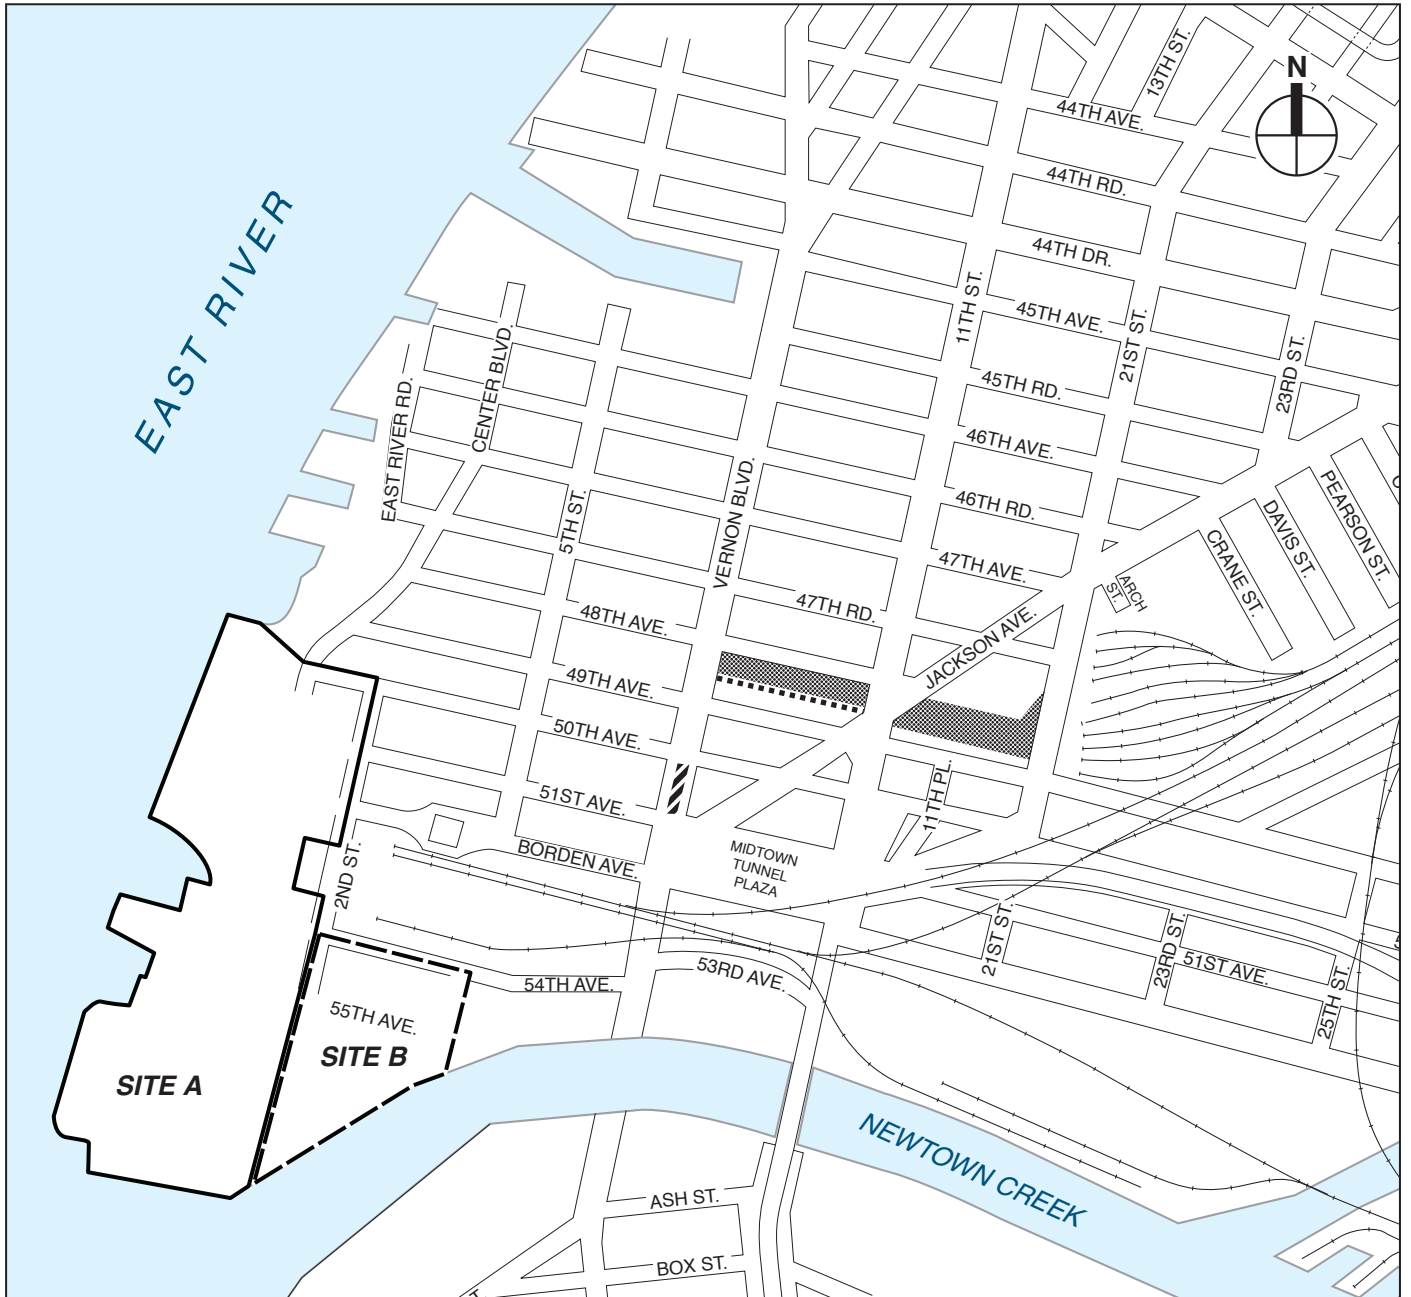 13TH ST.
N
44TH AVE.
44TH RD.
EAST RIVER
44TH DR.
11TH ST.
45TH AVE.
21ST ST.
CENTER BLVD.
23RD ST.
45TH RD.
EAST RIVER RD.
46TH AVE.
VERNON BLVD.
PEARSON ST.
5TH ST.
46TH RD.
DAVIS ST.
CRANE ST.
47TH AVE.
ARCH
ST.
47TH RD.
48TH AVE.
JACKSON AVE.
49TH AVE.
50TH AVE.
11TH PL.
51ST AVE.
MIDTOWN
TUNNEL
PLAZA
BORDEN AVE.
2ND ST.
21ST ST.
23RD ST.
51ST AVE.
25TH ST.
53RD AVE.
54TH AVE.
55TH AVE.
SITE B
SITE A
NEWTOWN CREEK
ASH ST.
BOX ST.